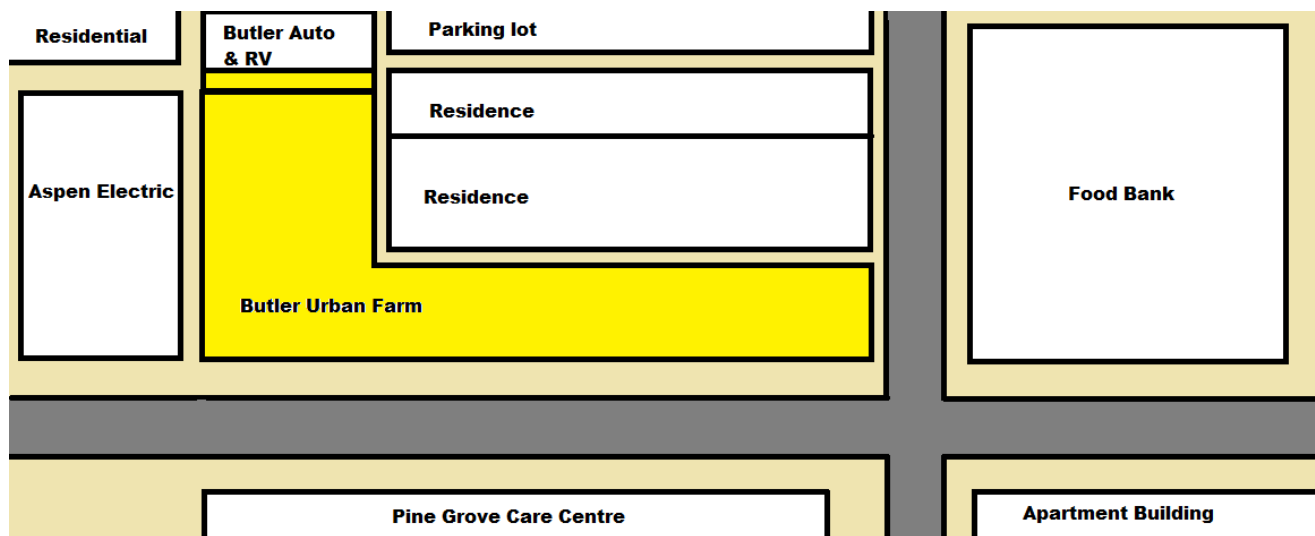 Residential
Butler Auto
& RV
Parking lot
Residence
Aspen Electric
Residence
Food Bank
Butler Urban Farm
Pine Grove Care Centre
Apartment Building